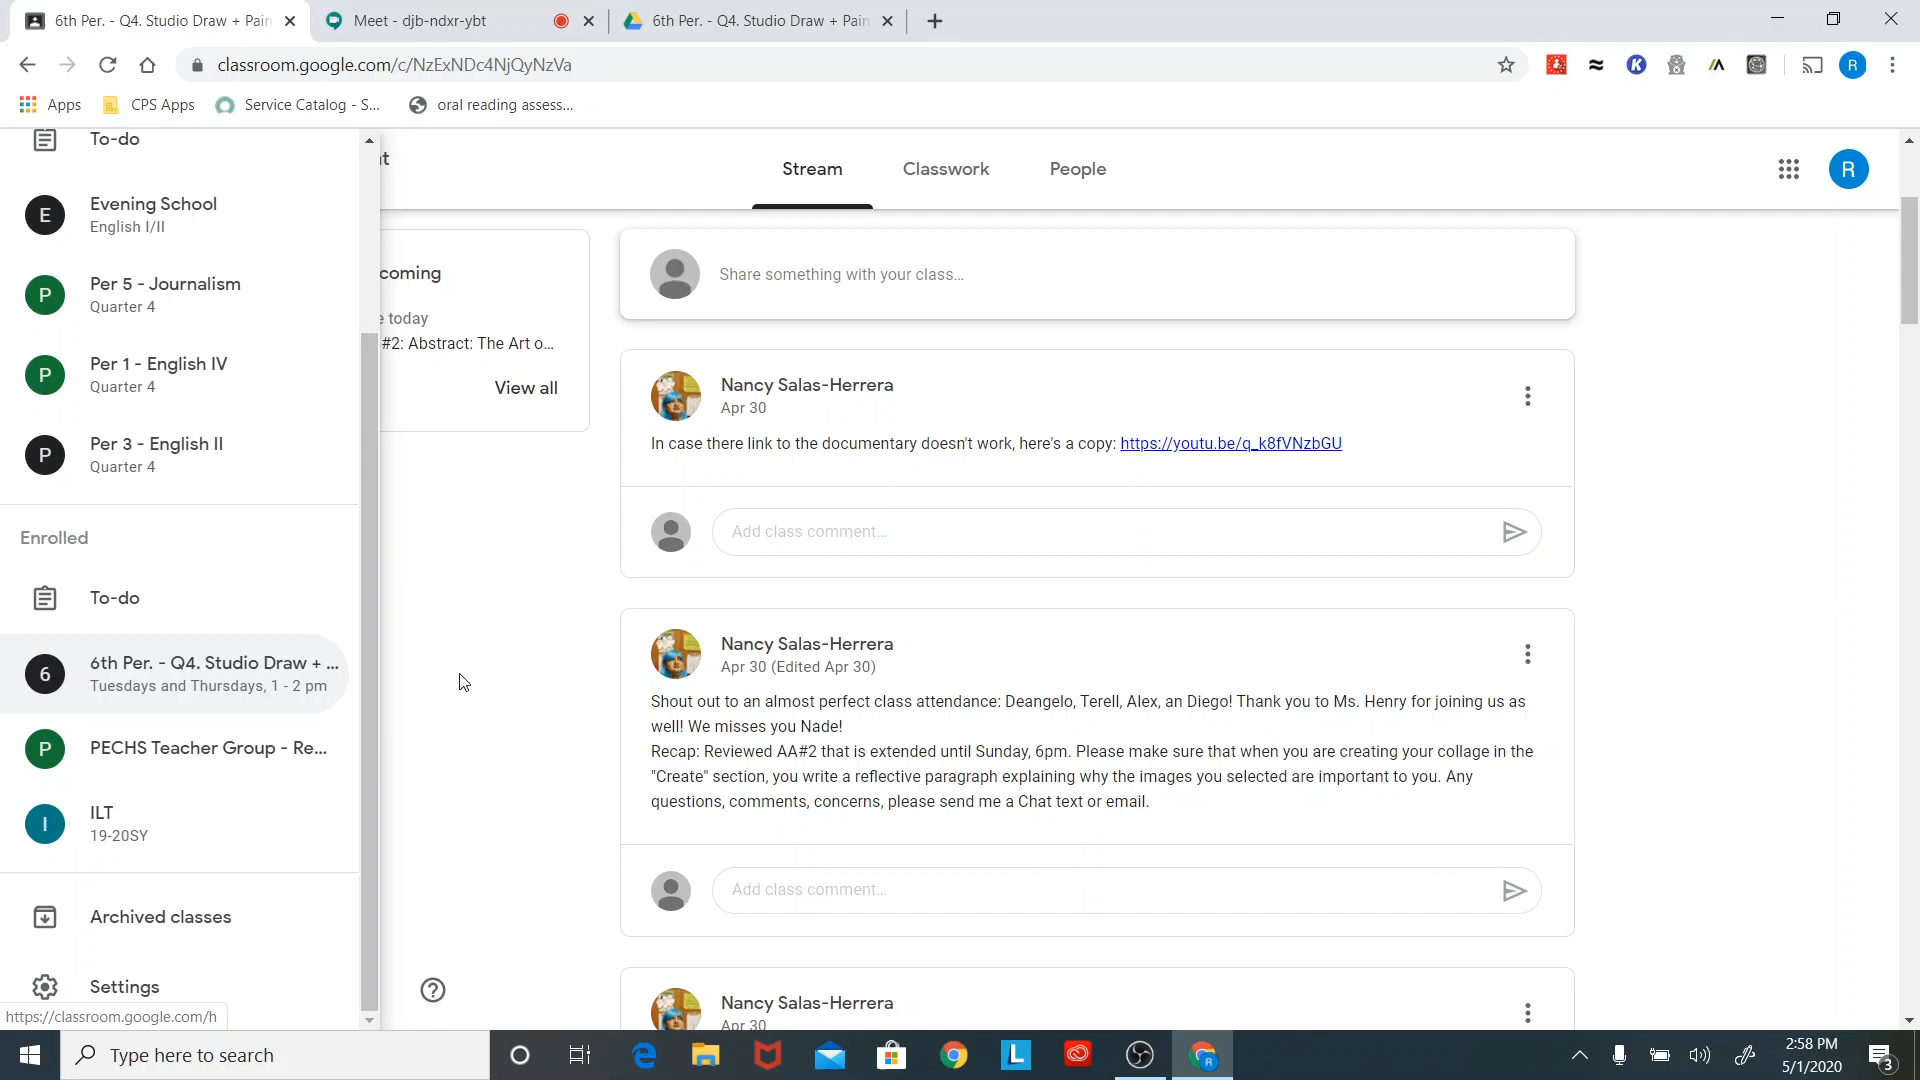 6th Per. - Q4. Studio Draw + Pain
Meet - djb-ndxr-ybt
6th Per. - Q4. Studio Draw + Pain
classroom.google.com/c/NzExNDc4NjQyNzVa
K
R
Apps
CPS Apps
Service Catalog - S...
oral reading assess...
To-do
E
Evening School
English I/II
P
Per 5 - Journalism
Quarter 4
P
Per 1 - English IV
Quarter 4
P
Per 3 - English II
Quarter 4
Enrolled
To-do
6
6th Per. - Q4. Studio Draw + ...
Tuesdays and Thursdays, 1 - 2 pm
P
PECHS Teacher Group - Re...
I
ILT
19-20SY
Archived classes
Settings
https://classroom.google.com/h
nt
Stream
Classwork
People
R
coming
e today
#2: Abstract: The Art o...
View all
Share something with your class...
Nancy Salas-Herrera
Apr 30
In case there link to the documentary doesn't work, here's a copy: https://youtu.be/q_k8fVNzbGU
Add class comment...
Nancy Salas-Herrera
Apr 30 (Edited Apr 30)
Shout out to an almost perfect class attendance: Deangelo, Terell, Alex, an Diego! Thank you to Ms. Henry for joining us as
well! We misses you Nade!
Recap: Reviewed AA#2 that is extended until Sunday, 6pm. Please make sure that when you are creating your collage in the
"Create" section, you write a reflective paragraph explaining why the images you selected are important to you. Any
questions, comments, concerns, please send me a Chat text or email.
Add class comment...
Nancy Salas-Herrera
Apr 30
Type here to search
L
R
2:58 PM
5/1/2020
3